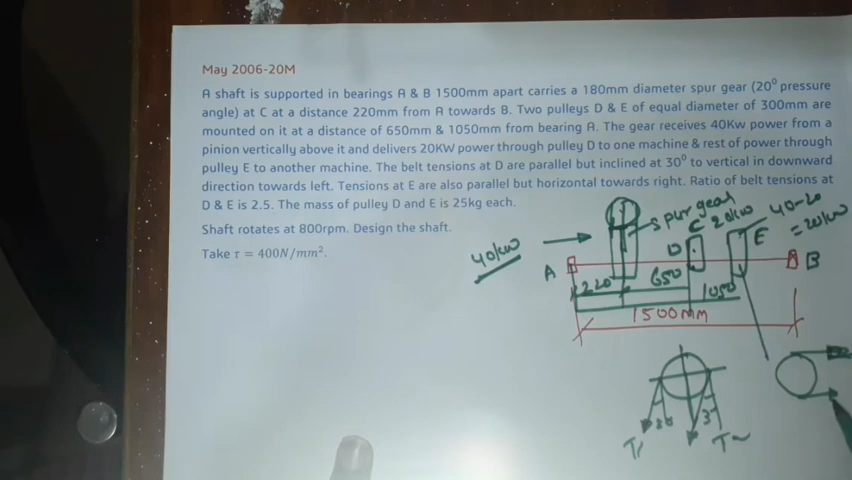 May 2006-20M
A shaft is supported in bearings A & B 1500mm apart carries a 180mm diameter spur gear (20⁰ pressure
angle) at C at a distance 220mm from A towards B. Two pulleys D & E of equal diameter of 300mm are
mounted on it at a distance of 650mm & 1050mm from bearing A. The gear receives 40Kw power from a
pinion vertically above it and delivers 20KW power through pulley D to one machine & rest of power through
pulley E to another machine. The belt tensions at D are parallel but inclined at 30⁰ to vertical in downward
direction towards left. Tensions at E are also parallel but horizontal towards right. Ratio of belt tensions at
D & E is 2.5. The mass of pulley D and E is 25kg each.
Shaft rotates at 800rpm. Design the shaft.
Take τ = 400N/mm².
spur gear
C 20kw
40-20
= 20kw
40kw
A
D
E
B
220
650
1050
1500MM
30
3
T₁